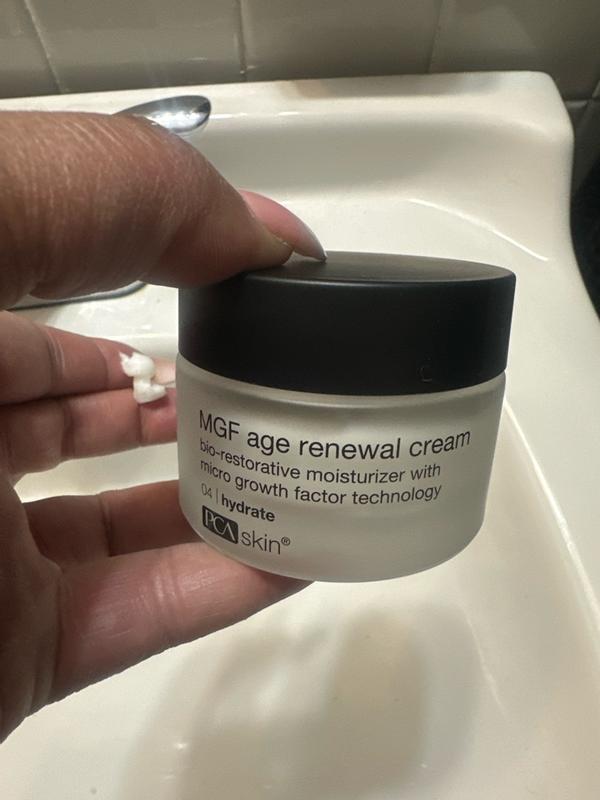 MGF age renewal cream
bio-restorative moisturizer with
micro growth factor technology
04 | hydrate
PCA skin®